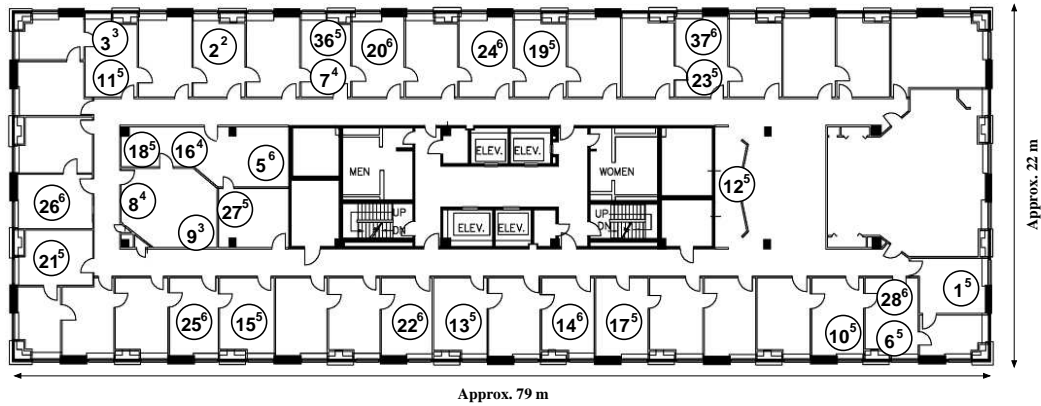 3³ 2² 36⁵ 20⁶ 24⁶ 19⁵ 37⁶
11⁵ 7⁴ 23⁵
18⁵ 16⁴ 5⁶ MEN ELEV. ELEV. WOMEN
26⁶ 8⁴ 27⁵ 12⁵
9³ UP DN ELEV. ELEV. UP DN
21⁵ 1⁵
25⁶ 15⁵ 22⁶ 13⁵ 14⁶ 17⁵ 10⁵ 28⁶
6⁵
Approx. 22 m
Approx. 79 m